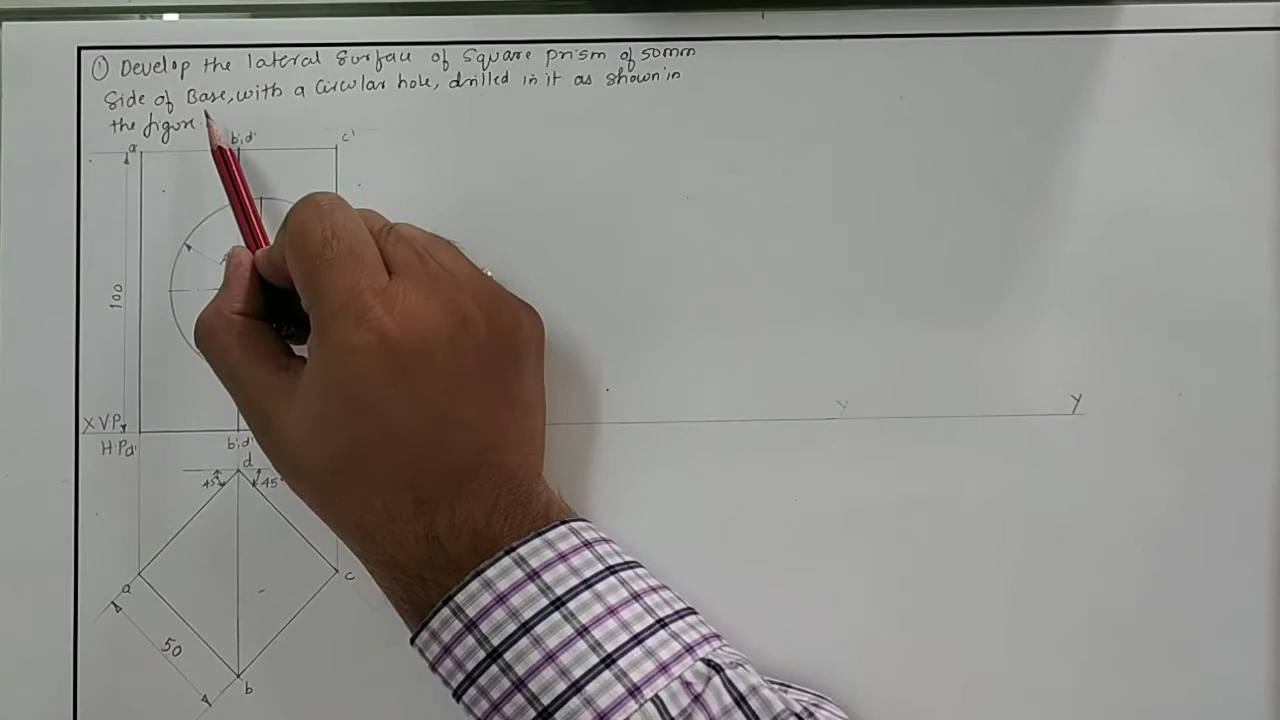 ① Develop the lateral Surface of Square prism of 50mm
Side of Base, with a Circular hole, drilled in it as shown in
the figure.
a' b',d' c'
100
X V.P Y Y
H.P a' b',d'
d
45° 45°
a c
50
b